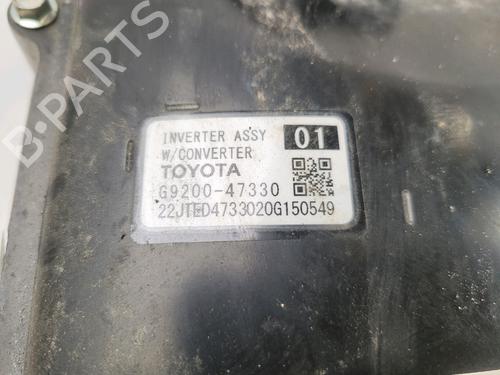 INVERTER ASSY 01
W/CONVERTER
TOYOTA
G9200-47330
22JTED4733020G150549
B-PARTS